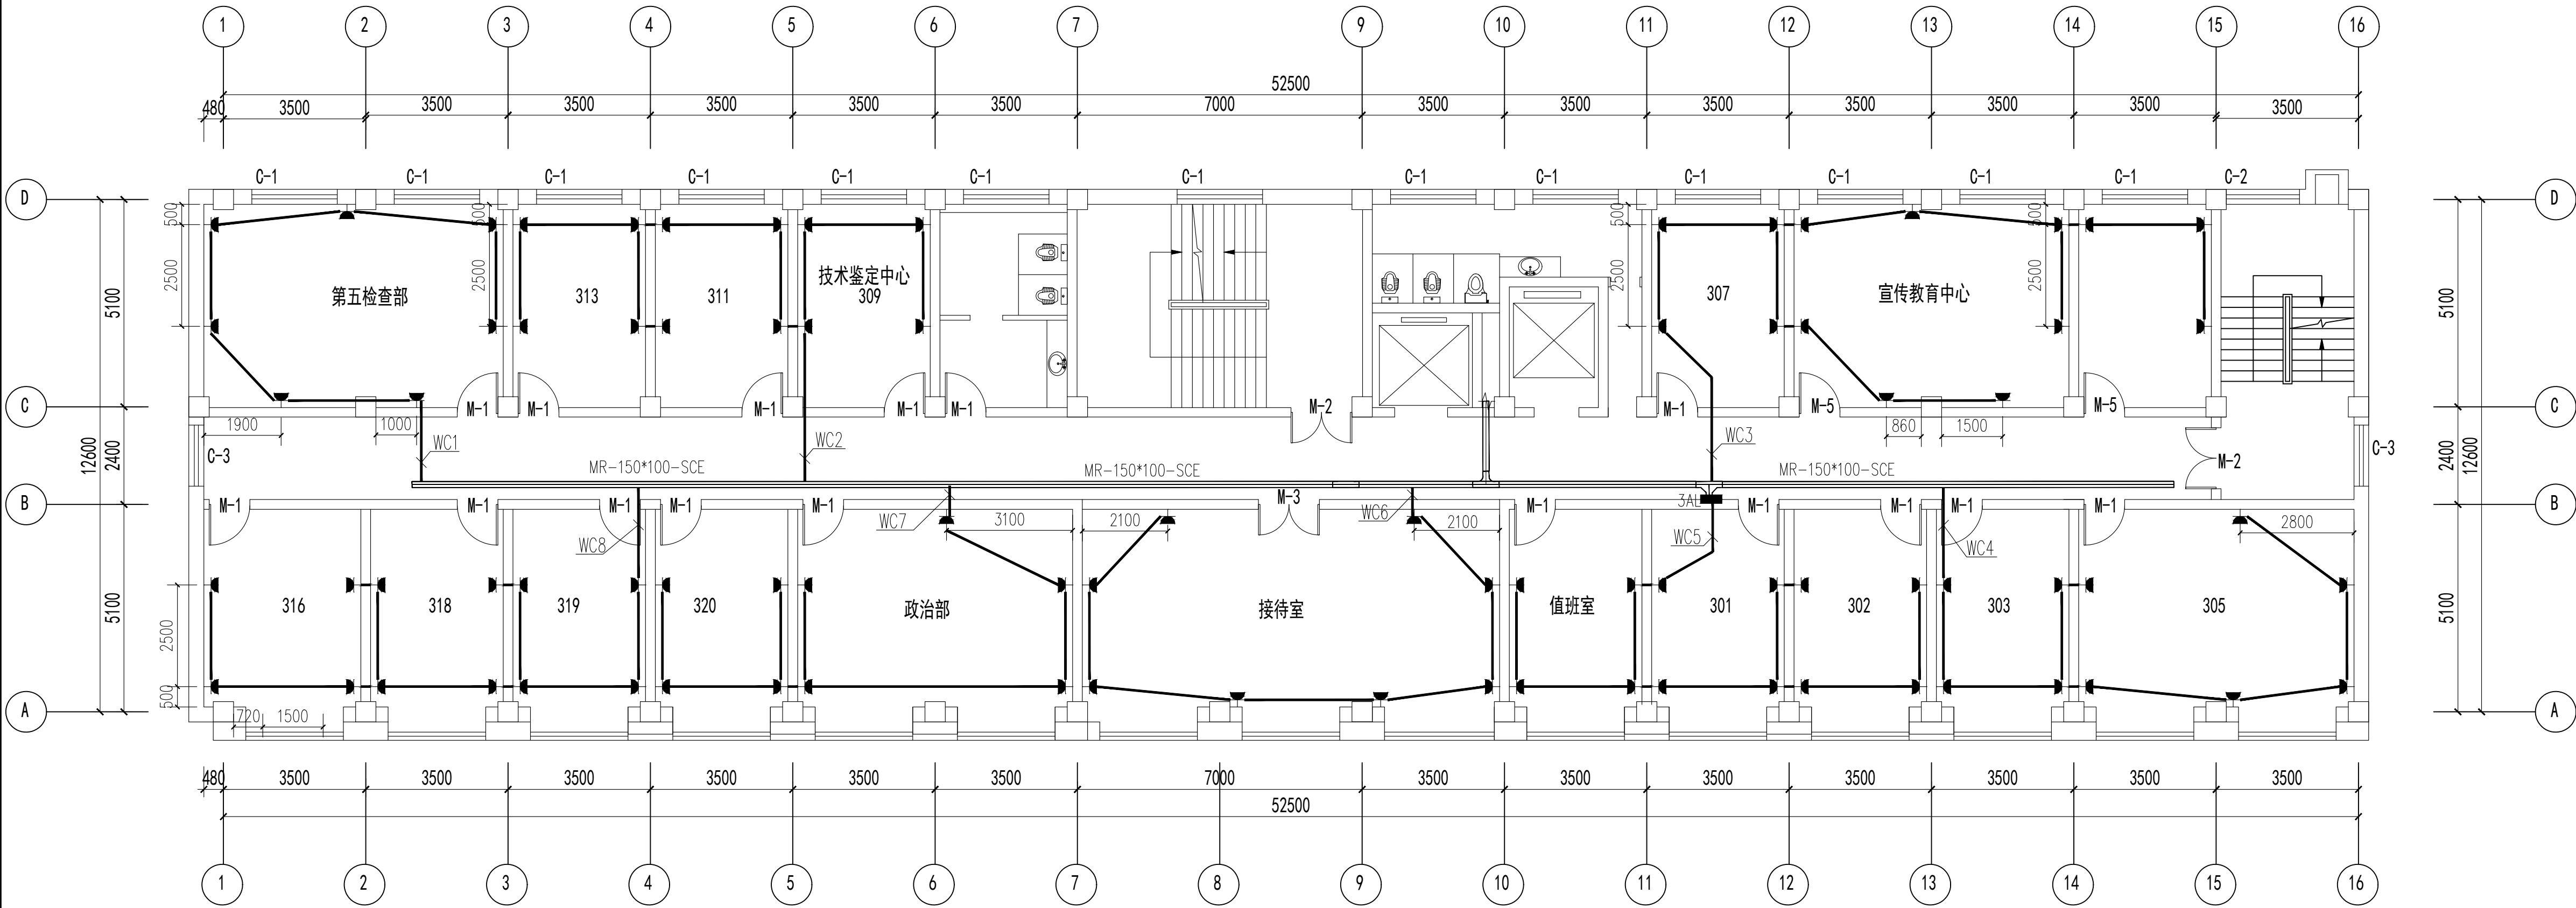 1 2 3 4 5 6 7 9 10 11 12 13 14 15 16
52500
480 3500 3500 3500 3500 3500 3500 7000 3500 3500 3500 3500 3500 3500 3500
C-1 C-1 C-1 C-1 C-1 C-1 C-1 C-1 C-1 C-1 C-1 C-1 C-1 C-2
D D
500 500 500 500
2500 2500 2500 2500
技术鉴定中心
第五检查部 313 311 309 307 宣传教育中心
5100 5100
M-1 M-1 M-1 M-1 M-1 M-2 M-1 M-5 M-5
C C
1900 1000 860 1500
WC1 WC2 WC3
12600 2400 2400 12600
C-3 C-3
MR-150*100-SCE MR-150*100-SCE MR-150*100-SCE
M-2
B B
M-1 M-1 M-1 M-1 M-1 M-3 M-1 3AL M-1 M-1 M-1 M-1
WC8 WC7 3100 2100 WC6 2100 WC5 WC4 2800
316 318 319 320 政治部 接待室 值班室 301 302 303 305
5100 5100
2500
500
A A
720 1500
480 3500 3500 3500 3500 3500 3500 7000 3500 3500 3500 3500 3500 3500 3500
52500
1 2 3 4 5 6 7 8 9 10 11 12 13 14 15 16